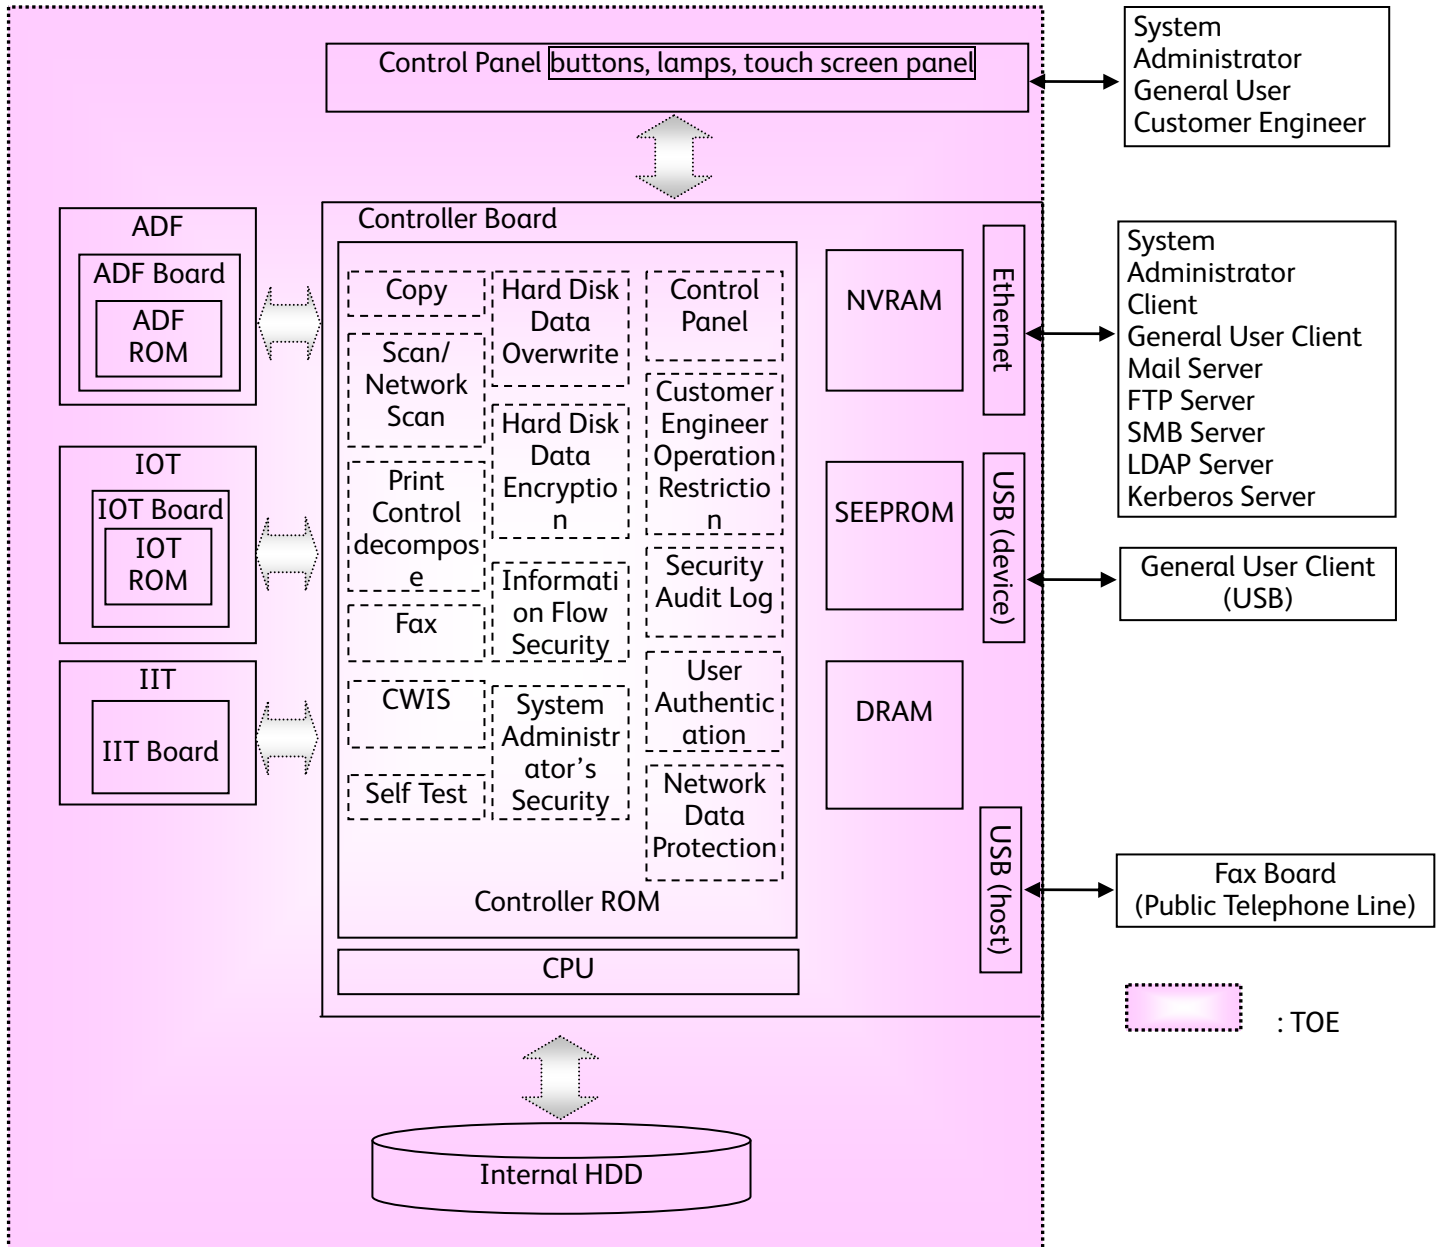 Control Panel buttons, lamps, touch screen panel
System
Administrator
General User
Customer Engineer
ADF
ADF Board
ADF
ROM
IOT
IOT Board
IOT
ROM
IIT
IIT Board
Controller Board
Copy
Scan/
Network
Scan
Print
Control
decompos
e
Fax
CWIS
Self Test
Hard Disk
Data
Overwrite
Hard Disk
Data
Encryptio
n
Informati
on Flow
Security
System
Administr
ator’s
Security
Control
Panel
Customer
Engineer
Operation
Restrictio
n
Security
Audit Log
User
Authentic
ation
Network
Data
Protection
Controller ROM
CPU
NVRAM
SEEPROM
DRAM
Ethernet
USB (device)
USB (host)
System
Administrator
Client
General User Client
Mail Server
FTP Server
SMB Server
LDAP Server
Kerberos Server
General User Client
(USB)
Fax Board
(Public Telephone Line)
: TOE
Internal HDD